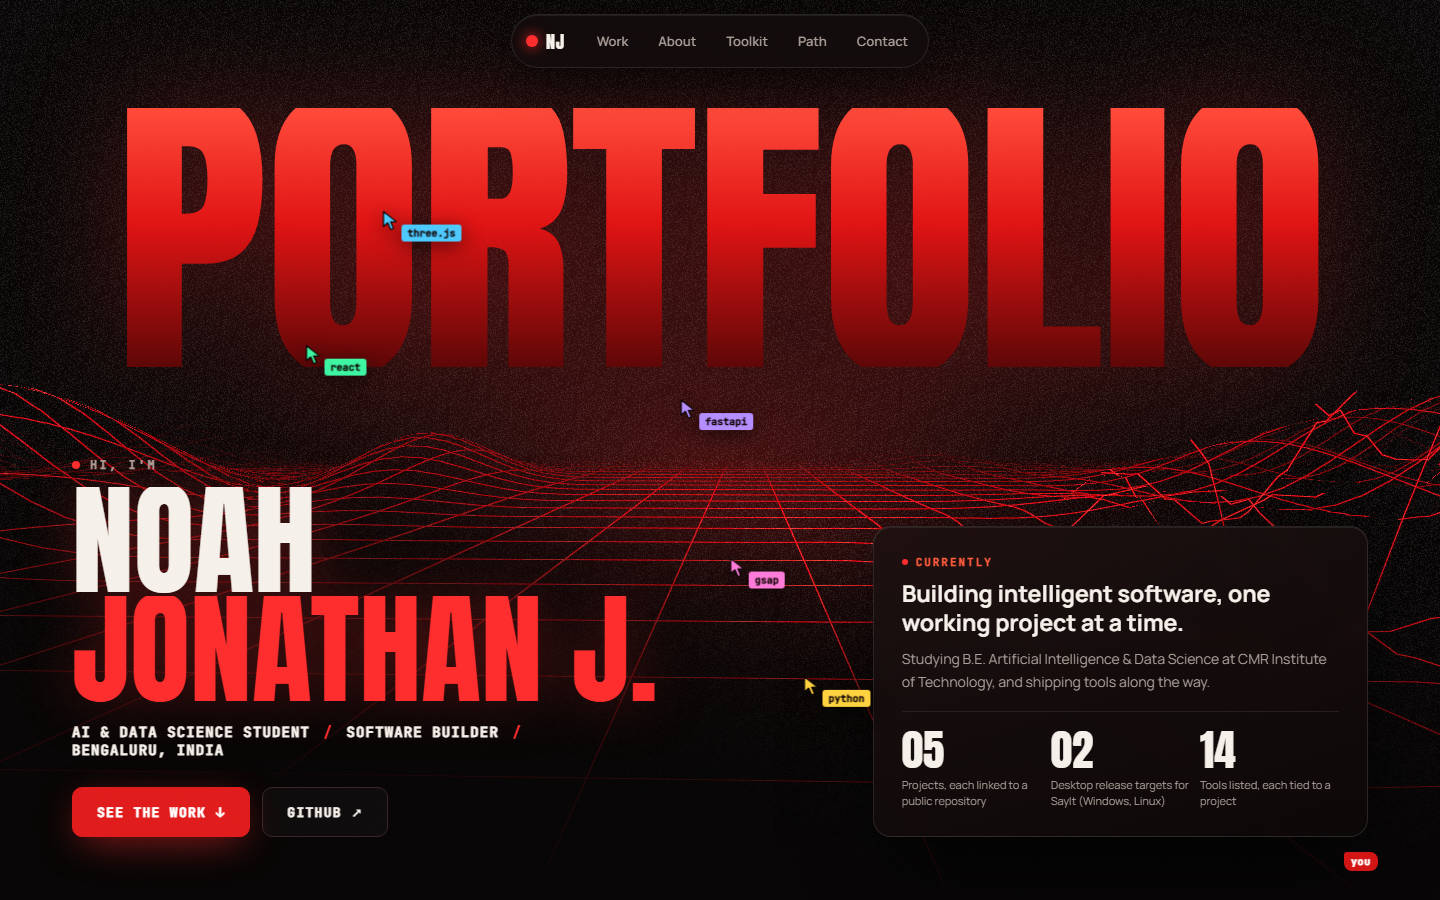 NJ Work About Toolkit Path Contact
PORTFOLIO
three.js
react
fastapi
HI, I'M
NOAH
JONATHAN J.
AI & DATA SCIENCE STUDENT / SOFTWARE BUILDER /
BENGALURU, INDIA
SEE THE WORK ↓ GITHUB ↗
gsap
python
CURRENTLY
Building intelligent software, one
working project at a time.
Studying B.E. Artificial Intelligence & Data Science at CMR Institute
of Technology, and shipping tools along the way.
05
Projects, each linked to a
public repository
02
Desktop release targets for
SayIt (Windows, Linux)
14
Tools listed, each tied to a
project
you